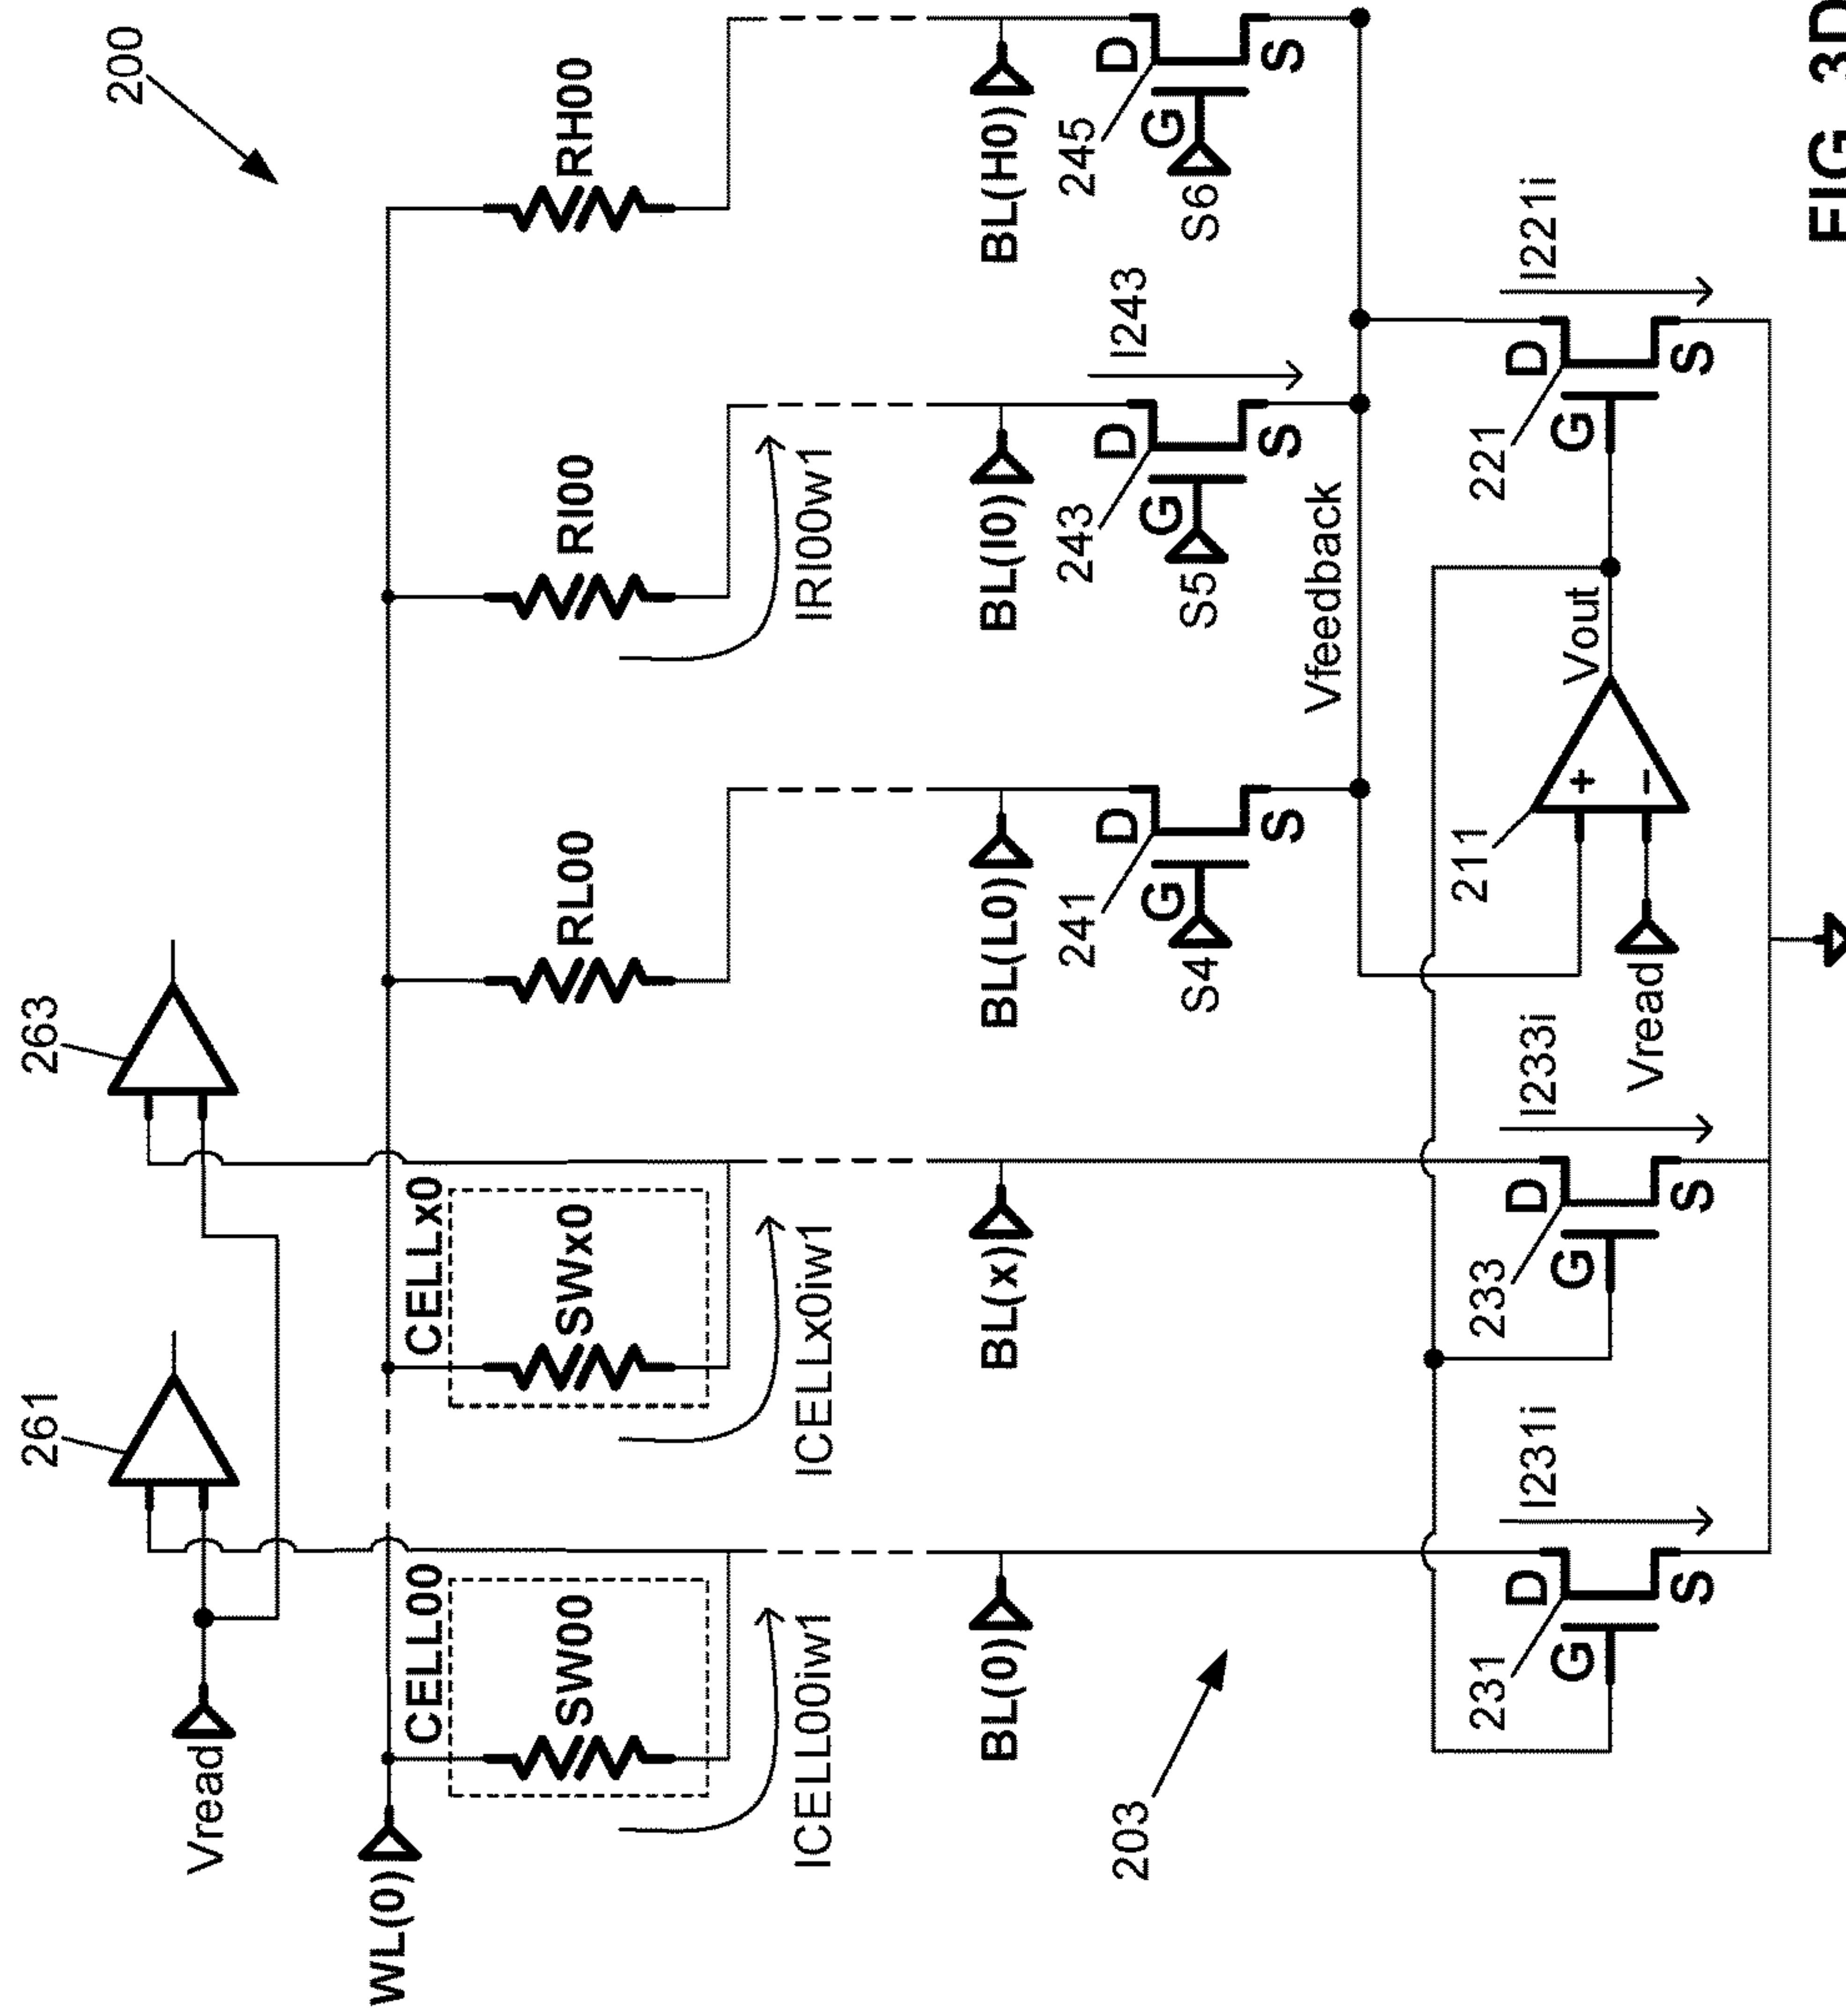 200
263
261
Vread
WL(0)
CELL00
SW00
CELLx0
SWx0
RL00
RI00
RH00
ICELL00iw1
ICELLx0iw1
IRI00w1
BL(0)
BL(x)
BL(L0)
BL(I0)
BL(H0)
203
241
D
G
S
S4
243
D
G
S
S5
I243
245
D
G
S
S6
Vfeedback
231
D
G
S
I231i
233
D
G
S
I233i
211
+
−
Vread
Vout
221
D
G
S
I221i
FIG 3D